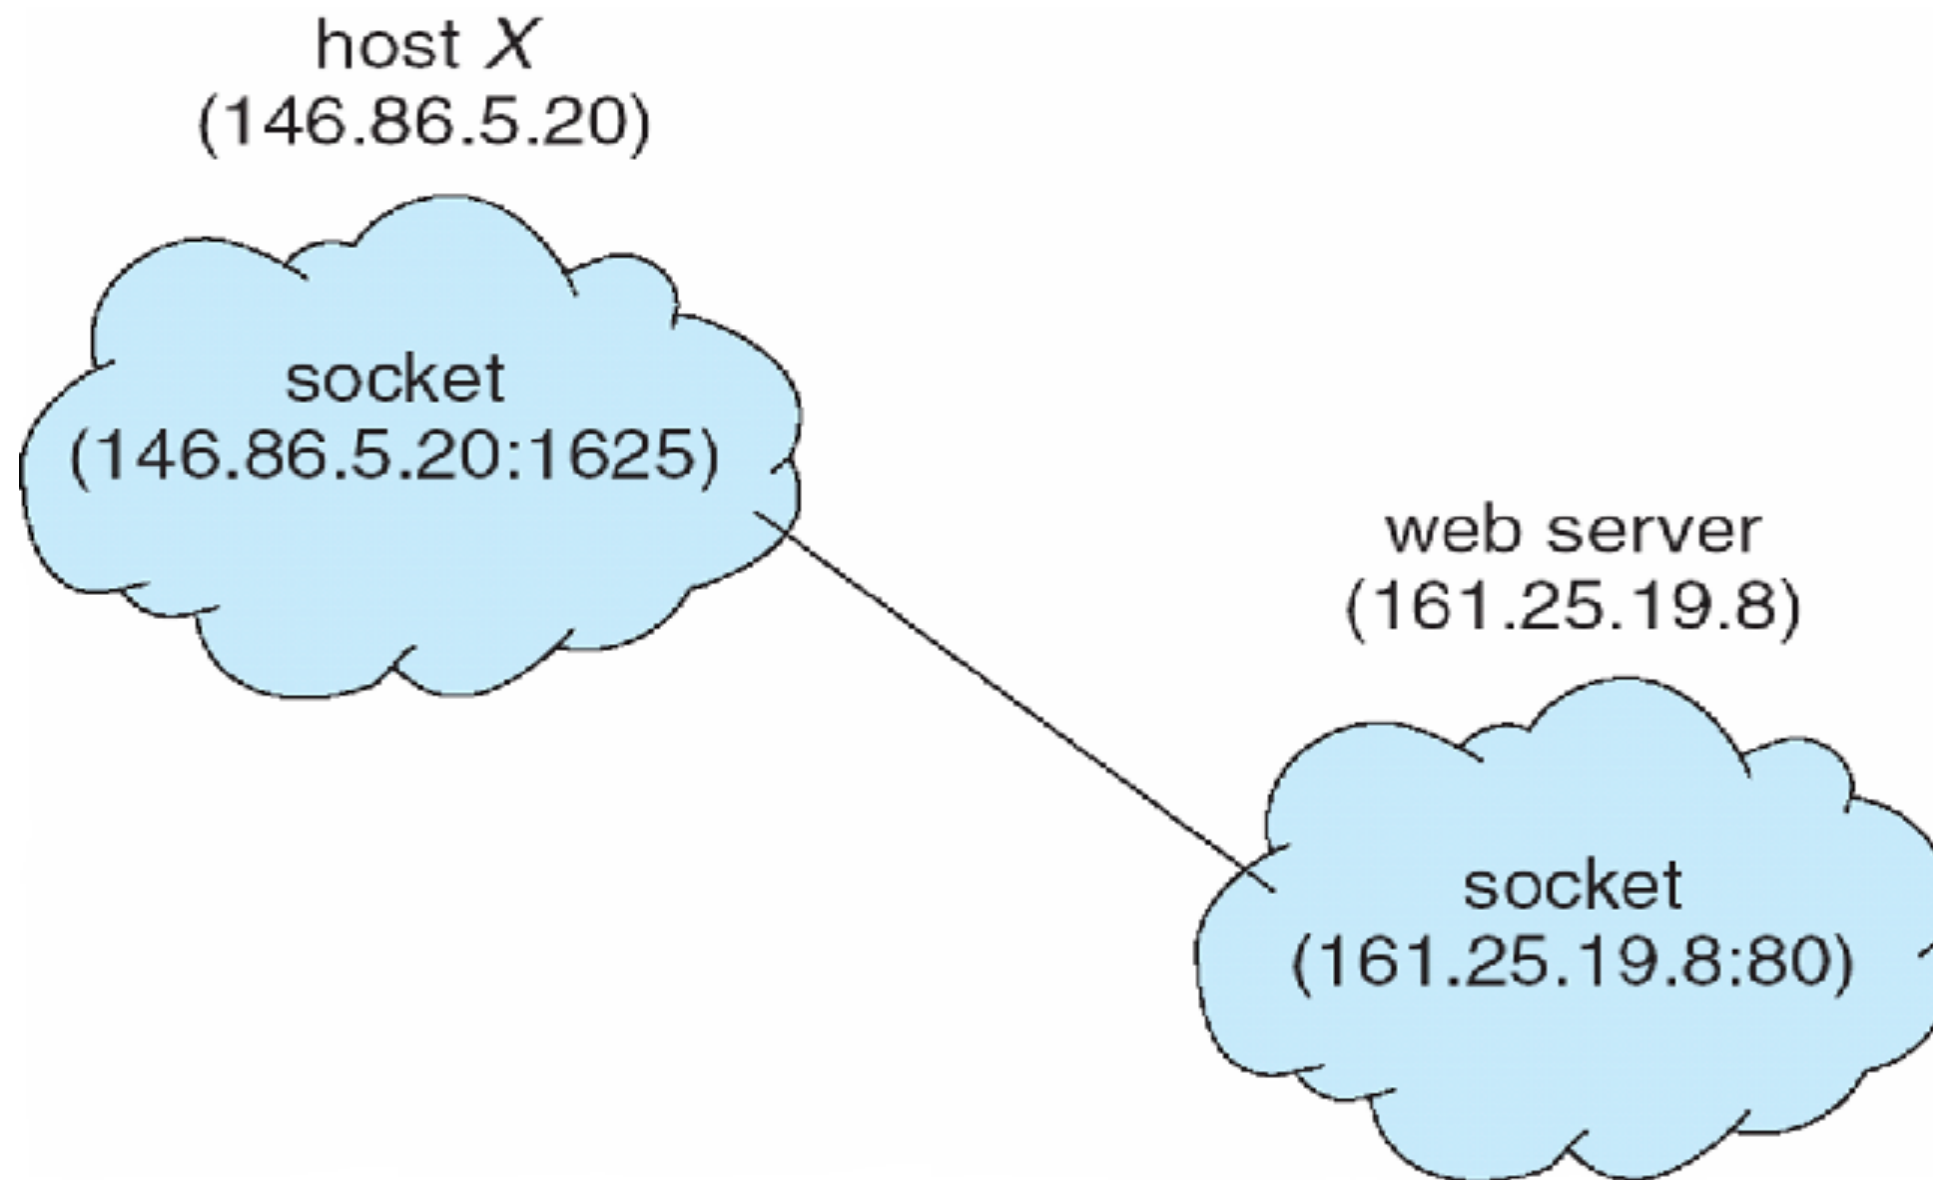 host X
(146.86.5.20)
socket
(146.86.5.20:1625)
web server
(161.25.19.8)
socket
(161.25.19.8:80)